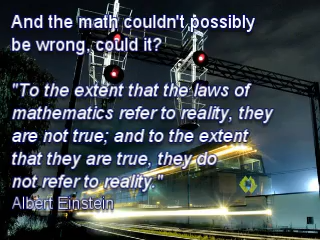 And the math couldn't possibly
be wrong, could it?
"To the extent that the laws of
mathematics refer to reality, they
are not true; and to the extent
that they are true, they do
not refer to reality."
Albert Einstein